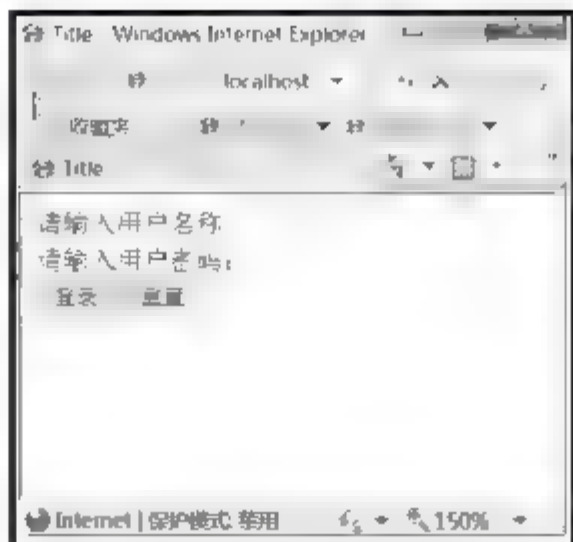 Title Windows Internet Explorer
localhost
收藏夹
Title
请输入用户名称
请输入用户密码:
登录 重置
Internet | 保护模式 禁用 150%